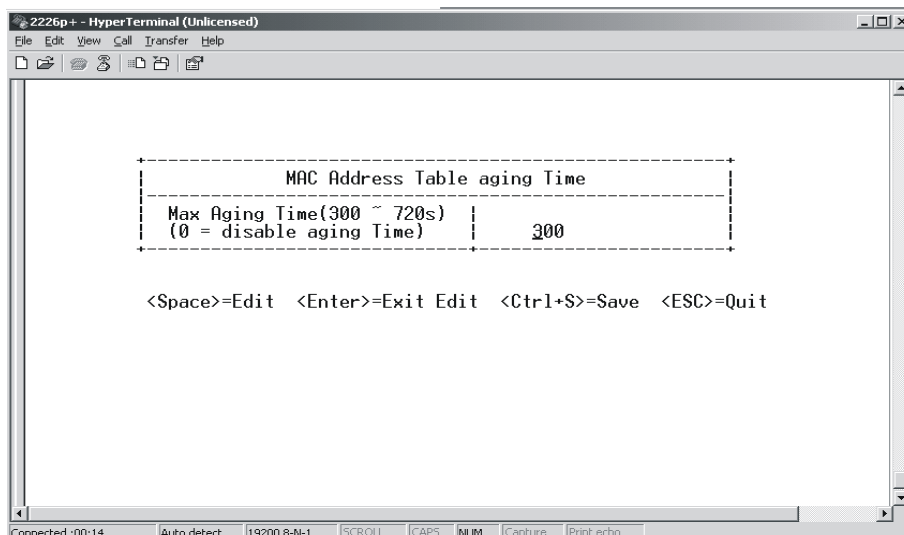 2226p+ - HyperTerminal (Unlicensed)
File Edit View Call Transfer Help
MAC Address Table aging Time
Max Aging Time(300 ~ 720s)
(0 = disable aging Time) 300
<Space>=Edit <Enter>=Exit Edit <Ctrl+S>=Save <ESC>=Quit
Connected :00:14 Auto detect 19200 8-N-1 SCROLL CAPS NUM Capture Print echo